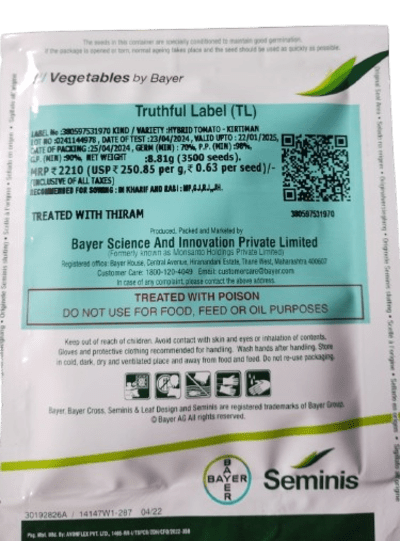 The seeds in this container are specially conditioned to maintain good germination.
If the package is opened or torn, normal ageing takes place and the seed should be used as quickly as possible.
// Vegetables by Bayer
Truthful Label (TL)
LABEL No :380597531970 KIND / VARIETY :HYBRID TOMATO - KIRTIMAN
LOT NO :0241144978, DATE OF TEST :23/04/2024, VALID UPTO : 22/01/2025,
DATE OF PACKING :25/04/2024, GERM (MIN) : 70%, P.P. (MIN) :98%,
G.P. (MIN) :90%, NET WEIGHT :8.81g (3500 seeds).
MRP ₹ 2210 (USP ₹ 250.85 per g, ₹ 0.63 per seed)/-
(INCLUSIVE OF ALL TAXES)
RECOMMENDED FOR SOWING : IN KHARIF AND RABI :
380597531970
TREATED WITH THIRAM
Produced, Packed and Marketed by
Bayer Science And Innovation Private Limited
(Formerly known as Monsanto Holdings Private Limited)
Registered office: Bayer House, Central Avenue, Hiranandani Estate, Thane West, Maharashtra 400607
Customer Care: 1800-120-4049 Email: customercare@bayer.com
In case of any complaint, please contact the above address.
TREATED WITH POISON
DO NOT USE FOR FOOD, FEED OR OIL PURPOSES
Keep out of reach of children. Avoid contact with skin and eyes or inhalation of contents.
Gloves and protective clothing recommended for handling. Wash hands after handling. Store
in cold, dark, dry and ventilated place and away from food and feed. Do not re-use packaging.
Bayer, Bayer Cross, Seminis & Leaf Design and Seminis are registered trademarks of Bayer Group.
© Bayer AG All rights reserved.
BAYER
BAYER
Seminis
30192826A / 14147W1-287 04/22